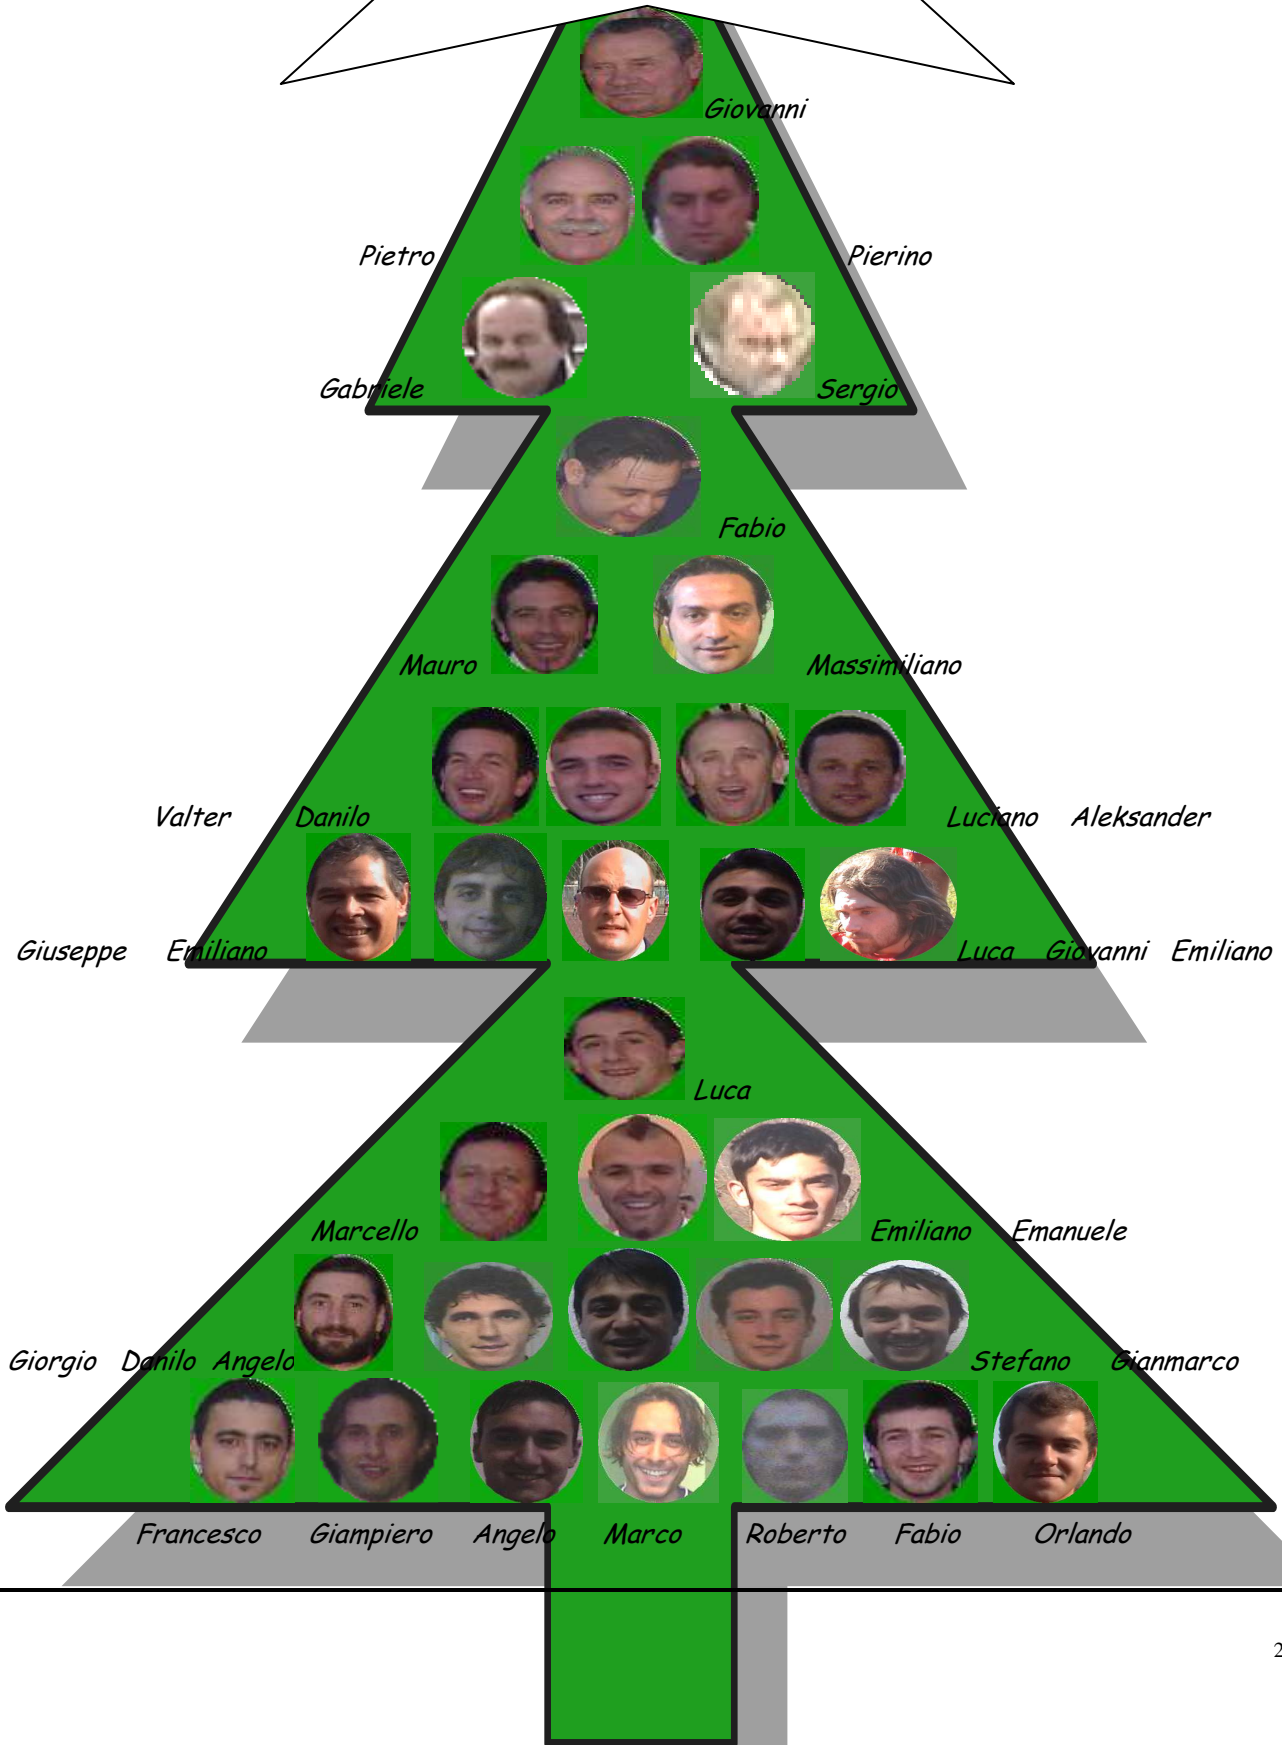 Giovanni
Pietro Pierino
Gabriele Sergio
Fabio
Mauro Massimiliano
Valter Danilo Luciano Aleksander
Giuseppe Emiliano Luca Giovanni Emiliano
Luca
Marcello Emiliano Emanuele
Giorgio Danilo Angelo Stefano Gianmarco
Francesco Giampiero Angelo Marco Roberto Fabio Orlando
2